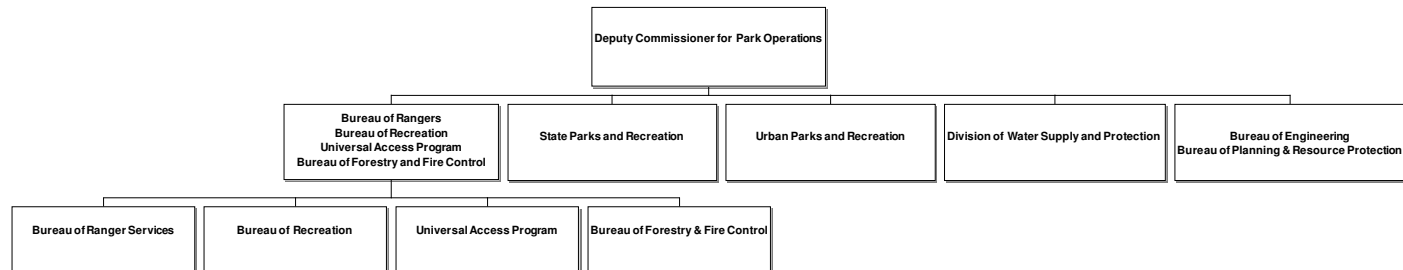 Deputy Commissioner for Park Operations
Bureau of Rangers
Bureau of Recreation
Universal Access Program
Bureau of Forestry and Fire Control
State Parks and Recreation
Urban Parks and Recreation
Division of Water Supply and Protection
Bureau of Engineering
Bureau of Planning & Resource Protection
Bureau of Ranger Services
Bureau of Recreation
Universal Access Program
Bureau of Forestry & Fire Control